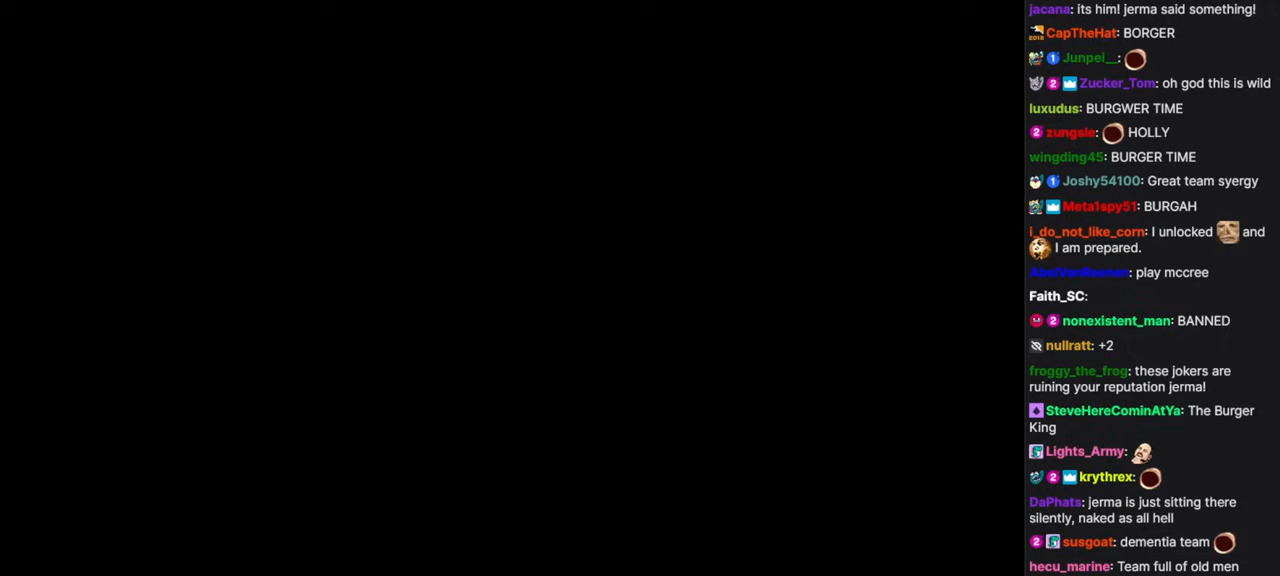 jacana: its him! jerma said something!
CapTheHat: BORGER
Junpei__:
Zucker_Tom: oh god this is wild
luxudus: BURGWER TIME
zungsle: HOLLY
wingding45: BURGER TIME
Joshy54100: Great team syergy
Meta1spy51: BURGAH
i_do_not_like_corn: I unlocked and
I am prepared.
play mccree
Faith_SC:
nonexistent_man: BANNED
nullratt: +2
froggy_the_frog: these jokers are
ruining your reputation jerma!
SteveHereCominAtYa: The Burger
King
Lights_Army:
krythrex:
DaPhats: jerma is just sitting there
silently, naked as all hell
susgoat: dementia team
hecu_marine: Team full of old men